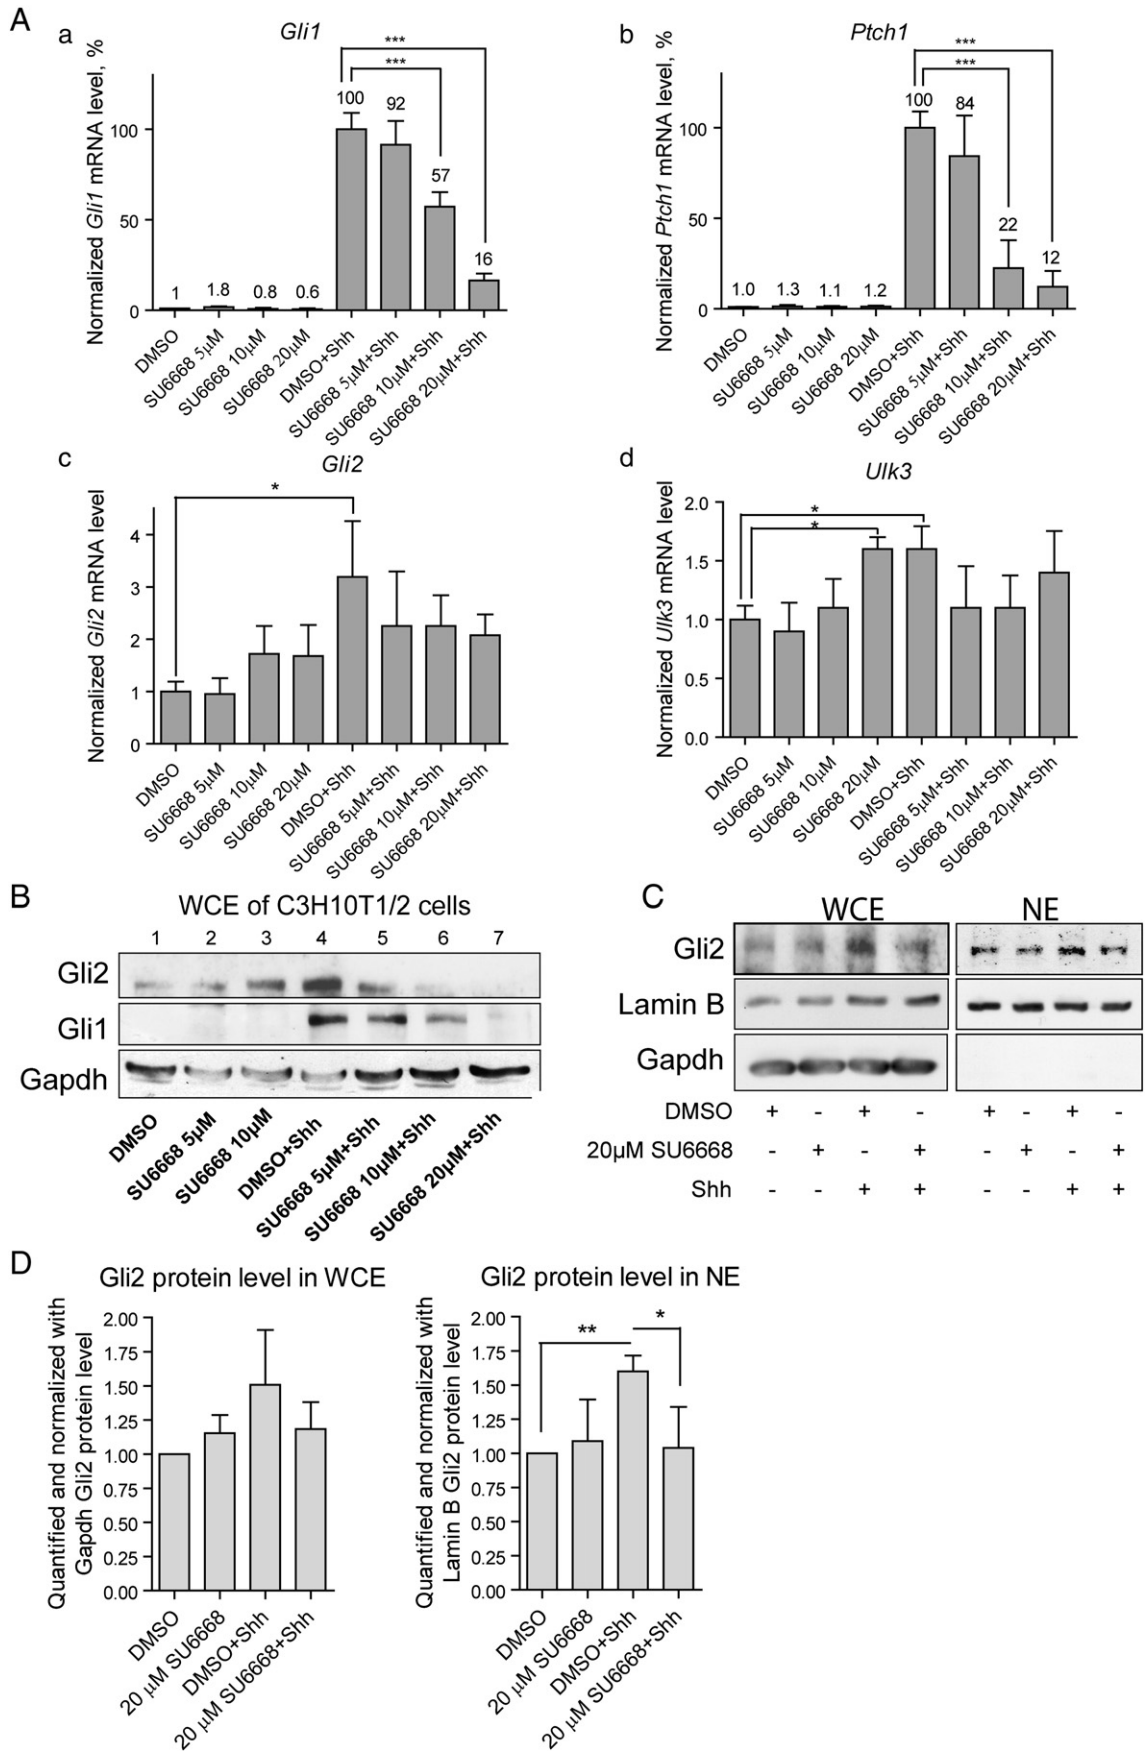 A
a
Gli1
Normalized Gli1 mRNA level, %
100
50
0
***
***
1
1.8
0.8
0.6
100
92
57
16
DMSO
SU6668 5µM
SU6668 10µM
SU6668 20µM
DMSO+Shh
SU6668 5µM+Shh
SU6668 10µM+Shh
SU6668 20µM+Shh
b
Ptch1
Normalized Ptch1 mRNA level, %
100
50
0
***
***
1.0
1.3
1.1
1.2
100
84
22
12
DMSO
SU6668 5µM
SU6668 10µM
SU6668 20µM
DMSO+Shh
SU6668 5µM+Shh
SU6668 10µM+Shh
SU6668 20µM+Shh
c
Gli2
Normalized Gli2 mRNA level
4
3
2
1
0
*
DMSO
SU6668 5µM
SU6668 10µM
SU6668 20µM
DMSO+Shh
SU6668 5µM+Shh
SU6668 10µM+Shh
SU6668 20µM+Shh
d
Ulk3
Normalized Ulk3 mRNA level
2.0
1.5
1.0
0.5
0.0
*
*
DMSO
SU6668 5µM
SU6668 10µM
SU6668 20µM
DMSO+Shh
SU6668 5µM+Shh
SU6668 10µM+Shh
SU6668 20µM+Shh
B
WCE of C3H10T1/2 cells
1 2 3 4 5 6 7
Gli2
Gli1
Gapdh
DMSO
SU6668 5µM
SU6668 10µM
DMSO+Shh
SU6668 5µM+Shh
SU6668 10µM+Shh
SU6668 20µM+Shh
C
WCE NE
Gli2
Lamin B
Gapdh
DMSO + - + - + - + -
20µM SU6668 - + - + - + - +
Shh - - + + - - + +
D
Gli2 protein level in WCE
Quantified and normalized with
Gapdh Gli2 protein level
2.00
1.75
1.50
1.25
1.00
0.75
0.50
0.25
0.00
DMSO
20 µM SU6668
DMSO+Shh
20 µM SU6668+Shh
Gli2 protein level in NE
Quantified and normalized with
Lamin B Gli2 protein level
2.00
1.75
1.50
1.25
1.00
0.75
0.50
0.25
0.00
**
*
DMSO
20 µM SU6668
DMSO+Shh
20 µM SU6668+Shh